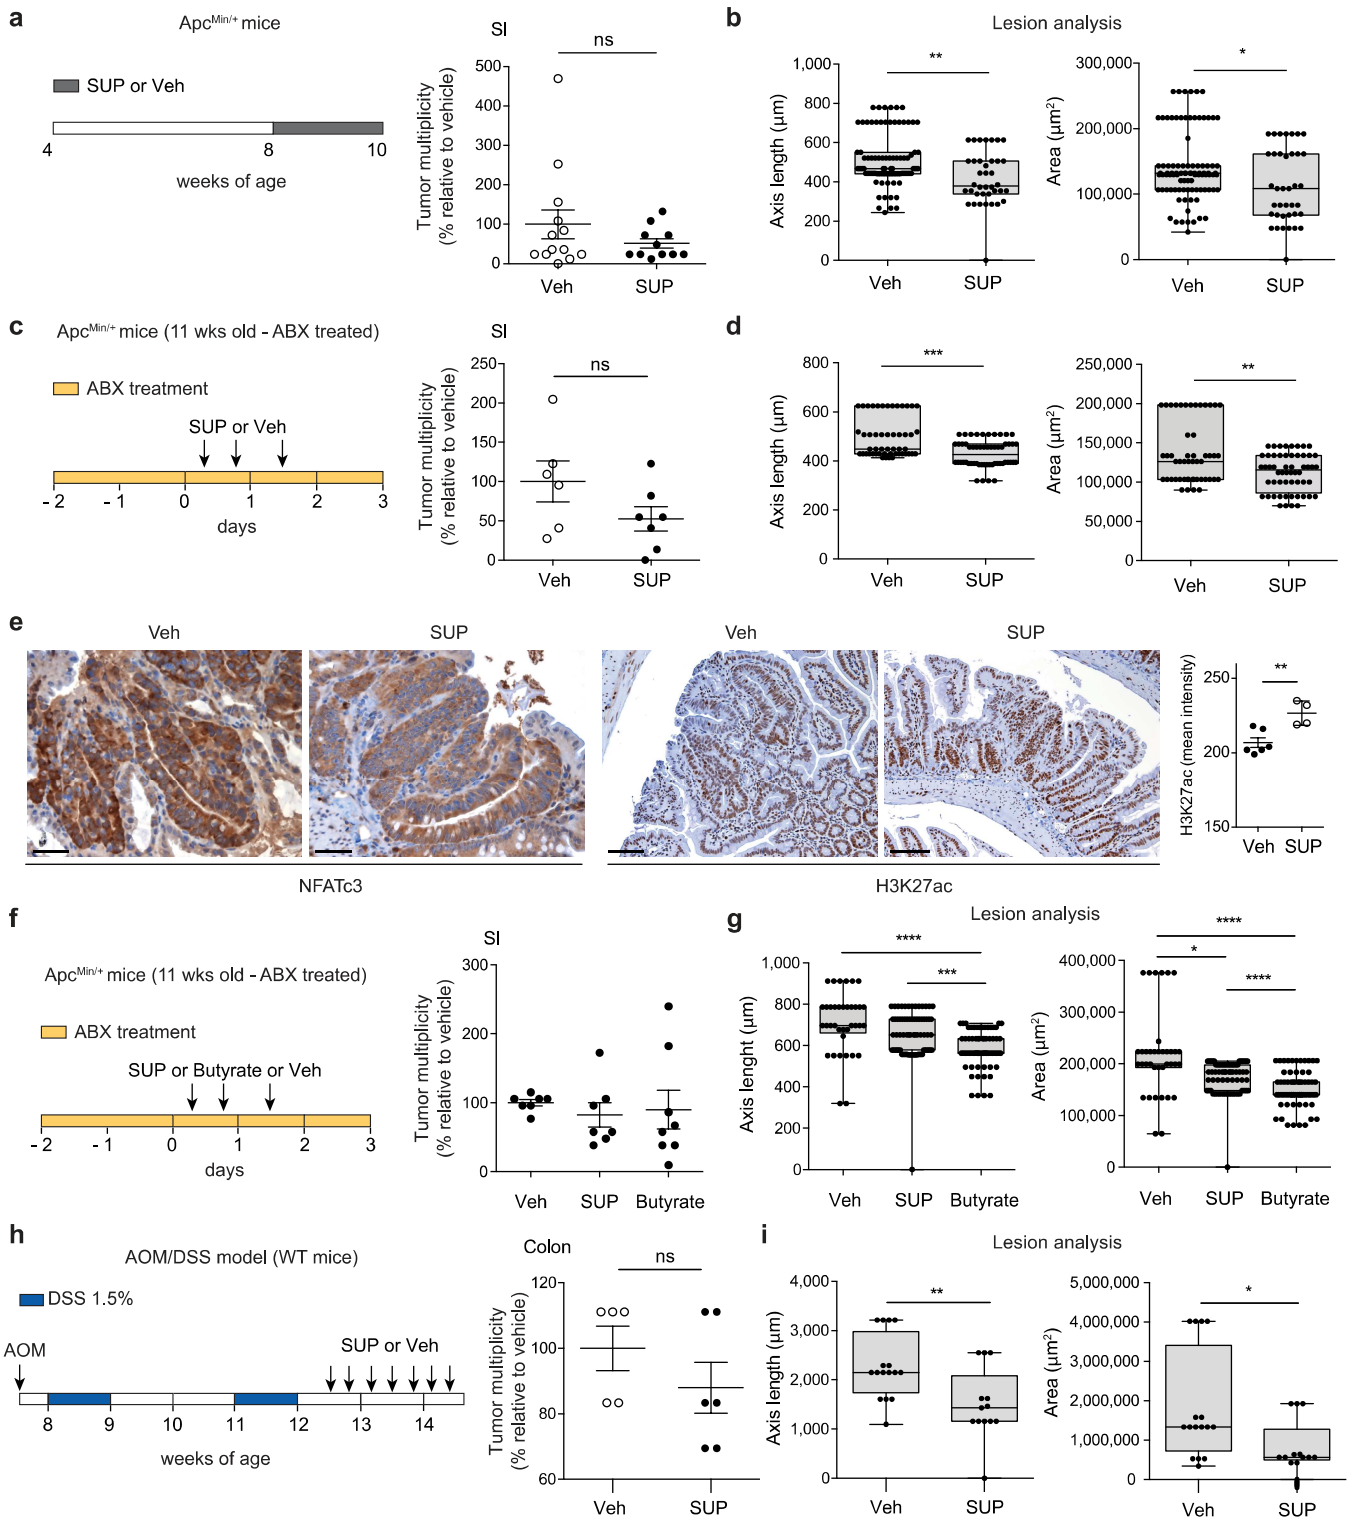 a
Apc^Min/+ mice
SUP or Veh
4
8
10
weeks of age
SI
ns
Tumor multiplicity
(% relative to vehicle)
500
400
300
200
100
0
Veh
SUP
b
Lesion analysis
**
Axis length (µm)
1,000
800
600
400
200
0
Veh
SUP
*
Area (µm²)
300,000
200,000
100,000
0
Veh
SUP
c
Apc^Min/+ mice (11 wks old - ABX treated)
ABX treatment
SUP or Veh
- 2
-1
0
1
2
3
days
SI
ns
Tumor multiplicity
(% relative to vehicle)
250
200
150
100
50
0
Veh
SUP
d
***
Axis length (µm)
800
600
400
200
0
Veh
SUP
**
Area (µm²)
250,000
200,000
150,000
100,000
50,000
0
Veh
SUP
e
Veh
SUP
NFATc3
Veh
SUP
H3K27ac
**
H3K27ac (mean intensity)
250
200
150
Veh
SUP
f
Apc^Min/+ mice (11 wks old - ABX treated)
ABX treatment
SUP or Butyrate or Veh
- 2
-1
0
1
2
3
days
SI
Tumor multiplicity
(% relative to vehicle)
300
200
100
0
Veh
SUP
Butyrate
g
Lesion analysis
****
***
Axis lenght (µm)
1,000
800
600
400
200
0
Veh
SUP
Butyrate
****
*
****
Area (µm²)
400,000
300,000
200,000
100,000
0
Veh
SUP
Butyrate
h
AOM/DSS model (WT mice)
DSS 1.5%
AOM
SUP or Veh
8
9
10
11
12
13
14
weeks of age
Colon
ns
Tumor multiplicity
(% relative to vehicle)
120
100
80
60
Veh
SUP
i
Lesion analysis
**
Axis length (µm)
4,000
3,000
2,000
1,000
0
Veh
SUP
*
Area (µm²)
5,000,000
4,000,000
3,000,000
2,000,000
1,000,000
0
Veh
SUP